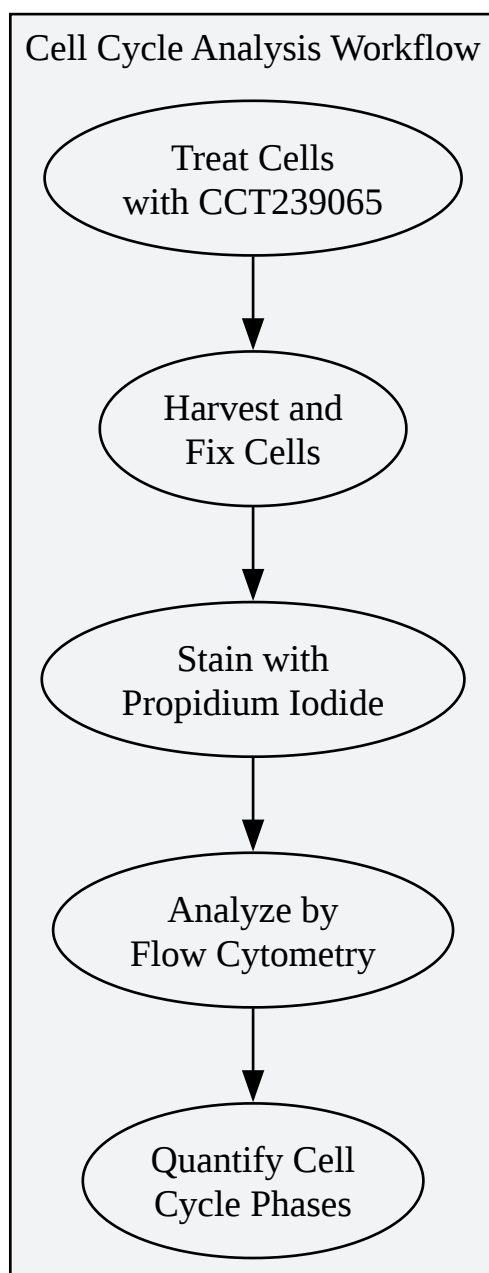 Cell Cycle Analysis Workflow
Treat Cells
with CCT239065
Harvest and
Fix Cells
Stain with
Propidium Iodide
Analyze by
Flow Cytometry
Quantify Cell
Cycle Phases